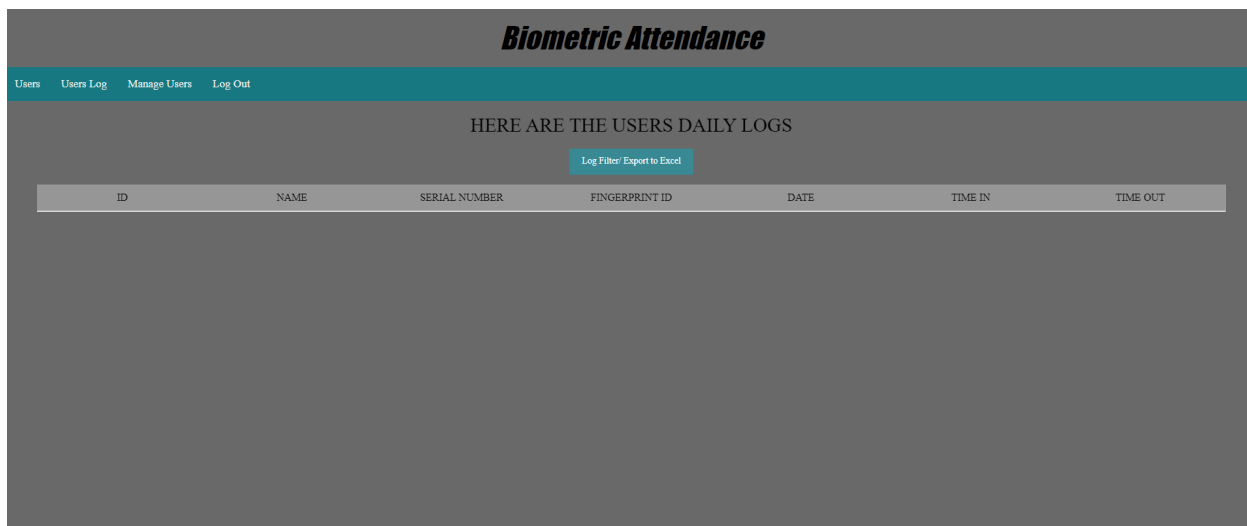 Biometric Attendance
Users Users Log Manage Users Log Out
HERE ARE THE USERS DAILY LOGS
Log Filter/ Export to Excel
ID NAME SERIAL NUMBER FINGERPRINT ID DATE TIME IN TIME OUT